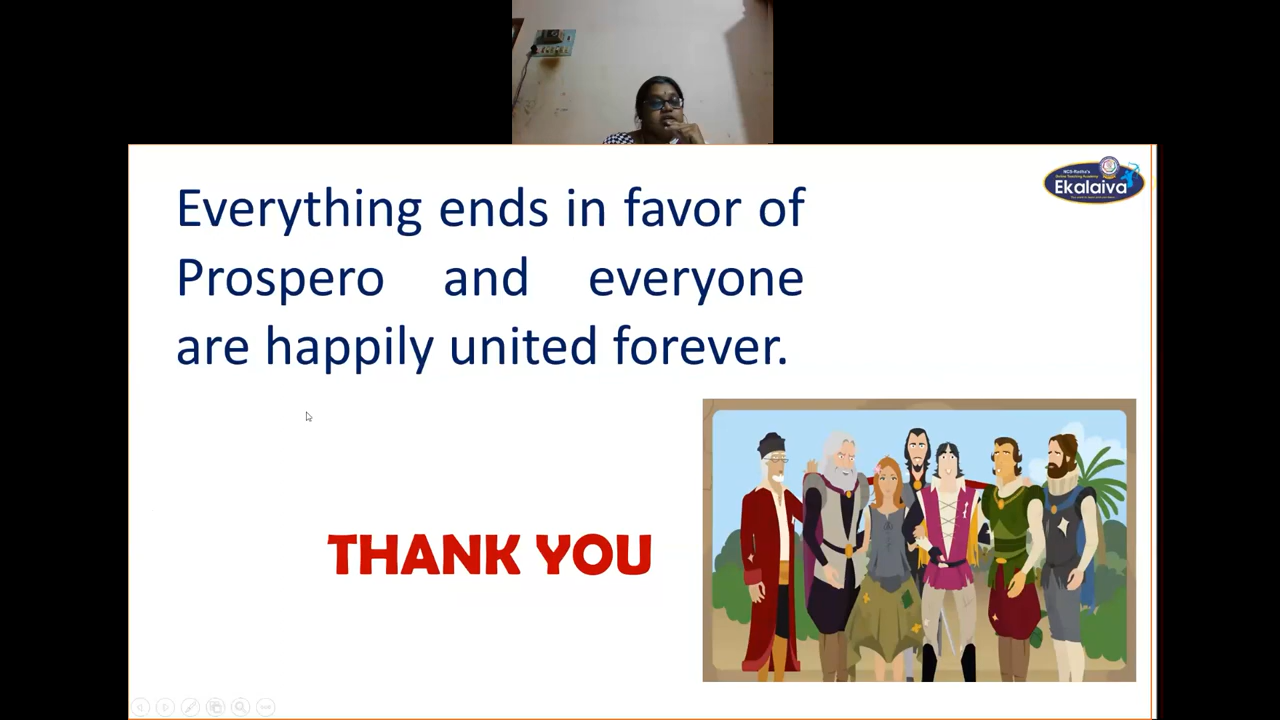 Everything ends in favor of
Prospero and everyone
are happily united forever.
THANK YOU
Ekalaiva